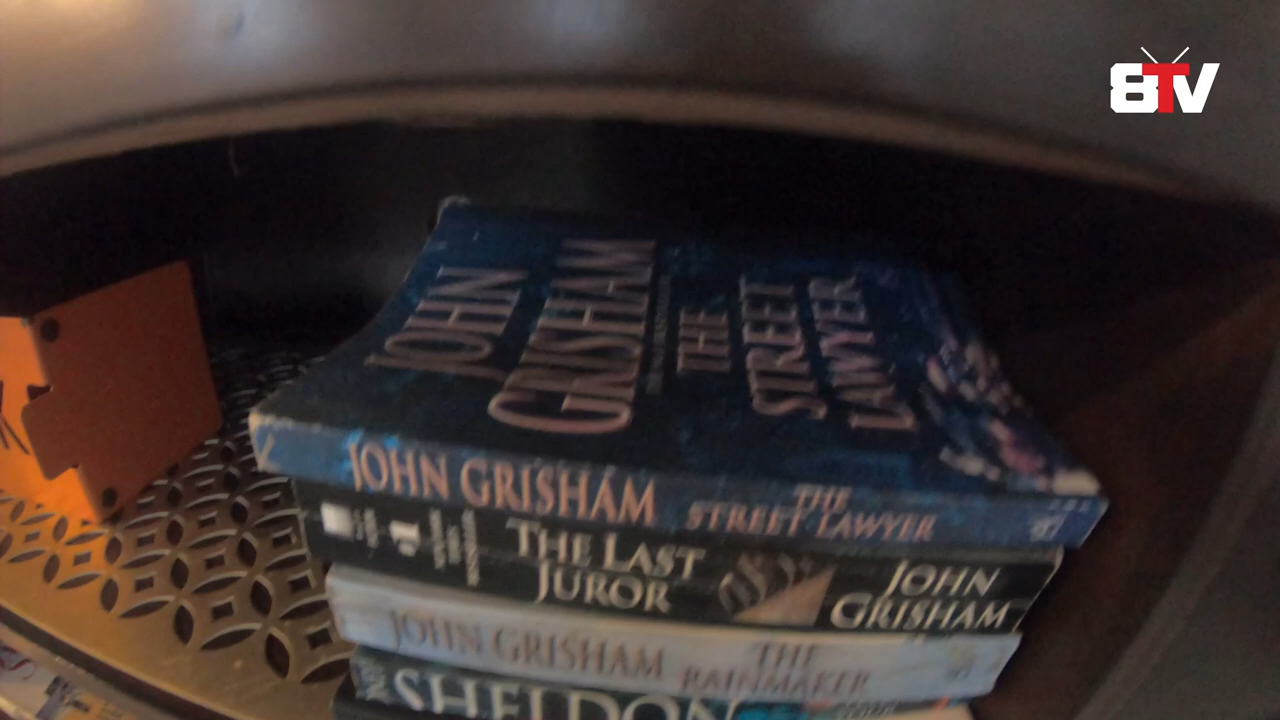 8TV
JOHN
GRISHAM
THE
STREET
LAWYER
JOHN GRISHAM
THE
STREET LAWYER
#1
THE LAST
JUROR
JOHN
GRISHAM
JOHN GRISHAM
THE
RAINMAKER
SHELDON